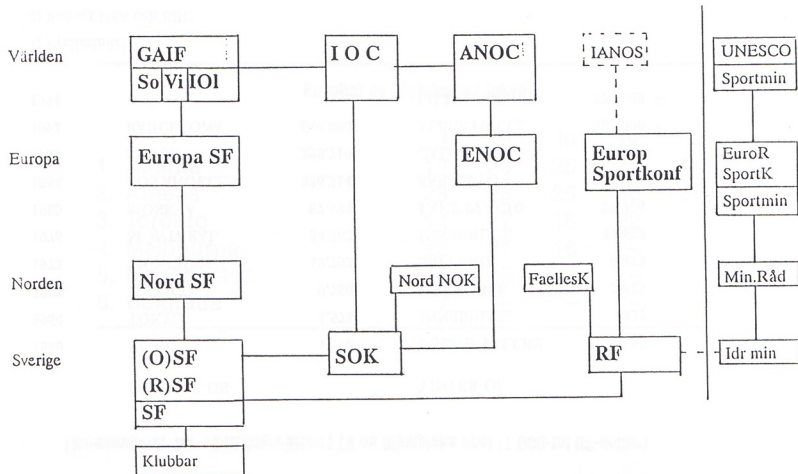 Världen
GAIF
So Vi IOl
I O C
ANOC
IANOS
UNESCO
Sportmin
Europa
Europa SF
ENOC
Europ
Sportkonf
EuroR
SportK
Sportmin
Norden
Nord SF
Nord NOK
FaellesK
Min.Råd
Sverige
(O)SF
(R)SF
SF
SOK
RF
Idr min
Klubbar